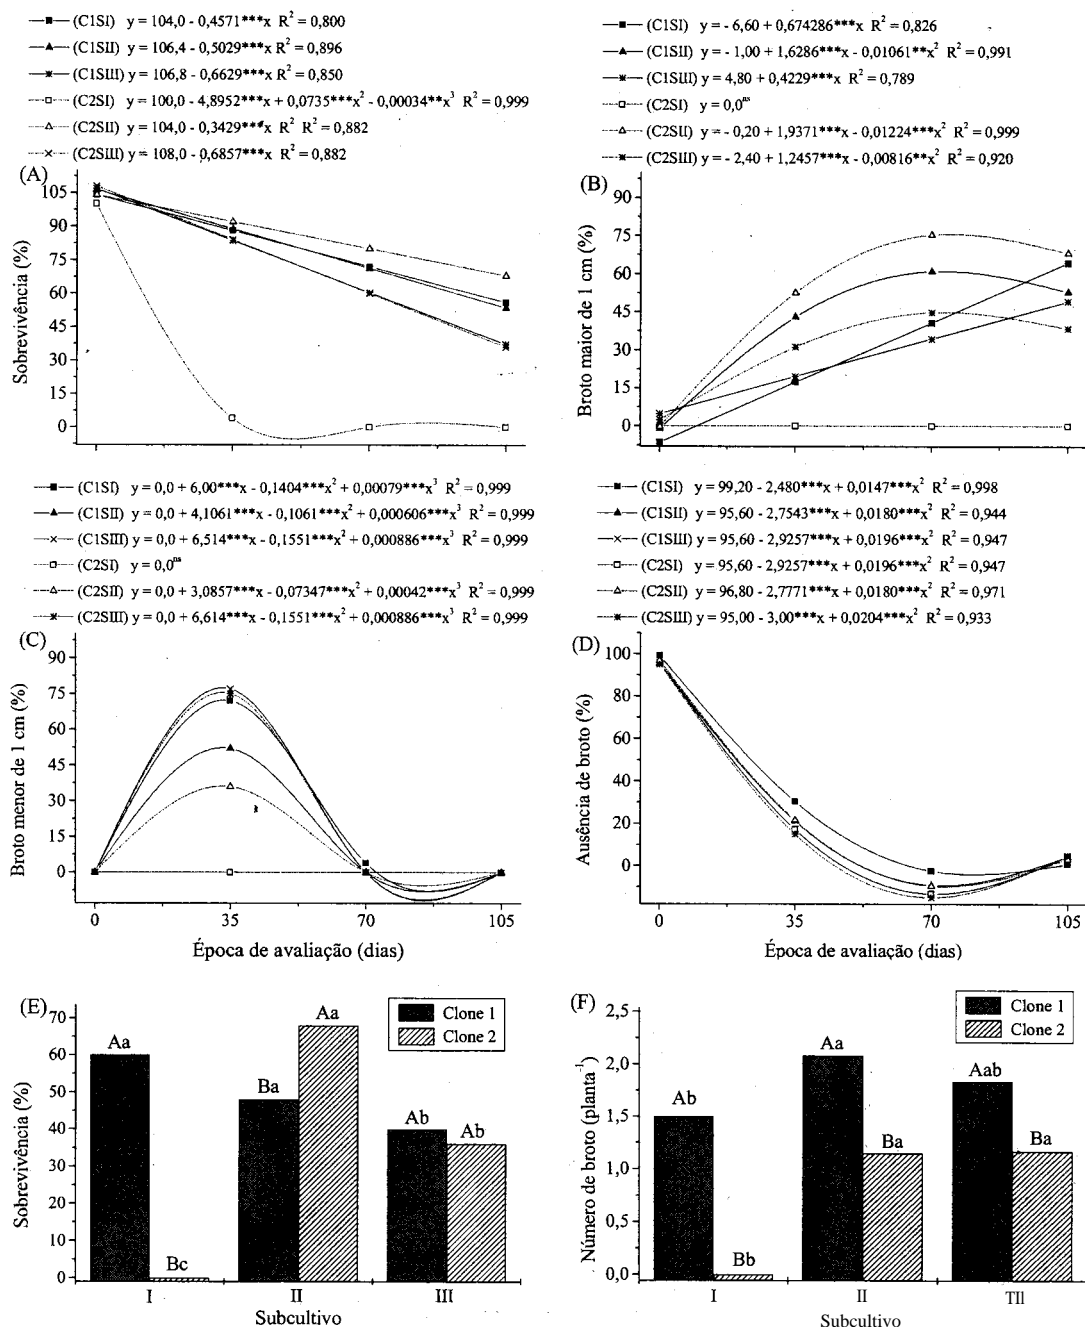 (C1SI) y = 104,0 - 0,4571***x R² = 0,800
(C1SII) y = 106,4 - 0,5029***x R² = 0,896
(C1SIII) y = 106,8 - 0,6629***x R² = 0,850
(C2SI) y = 100,0 - 4,8952***x + 0,0735***x² - 0,00034**x³ R² = 0,999
(C2SII) y = 104,0 - 0,3429***x R² R² = 0,882
(C2SIII) y = 108,0 - 0,6857***x R² = 0,882
(A)
Sobrevivência (%)
105
90
75
60
45
30
15
0
(C1SI) y = - 6,60 + 0,674286***x R² = 0,826
(C1SII) y = - 1,00 + 1,6286***x - 0,01061**x² R² = 0,991
(C1SIII) y = 4,80 + 0,4229***x R² = 0,789
(C2SI) y = 0,0ⁿˢ
(C2SII) y = - 0,20 + 1,9371***x - 0,01224***x² R² = 0,999
(C2SIII) y = - 2,40 + 1,2457***x - 0,00816**x² R² = 0,920
(B)
Broto maior de 1 cm (%)
90
75
60
45
30
15
0
(C1SI) y = 0,0 + 6,00***x - 0,1404***x² + 0,00079***x³ R² = 0,999
(C1SII) y = 0,0 + 4,1061***x - 0,1061***x² + 0,000606***x³ R² = 0,999
(C1SIII) y = 0,0 + 6,514***x - 0,1551***x² + 0,000886***x³ R² = 0,999
(C2SI) y = 0,0ⁿˢ
(C2SII) y = 0,0 + 3,0857***x - 0,07347***x² + 0,00042***x³ R² = 0,999
(C2SIII) y = 0,0 + 6,614***x - 0,1551***x² + 0,000886***x³ R² = 0,999
(C)
Broto menor de 1 cm (%)
90
75
60
45
30
15
0
0 35 70 105
Época de avaliação (dias)
(C1SI) y = 99,20 - 2,480***x + 0,0147***x² R² = 0,998
(C1SII) y = 95,60 - 2,7543***x + 0,0180***x² R² = 0,944
(C1SIII) y = 95,60 - 2,9257***x + 0,0196***x² R² = 0,947
(C2SI) y = 95,60 - 2,9257***x + 0,0196***x² R² = 0,947
(C2SII) y = 96,80 - 2,7771***x + 0,0180***x² R² = 0,971
(C2SIII) y = 95,00 - 3,00***x + 0,0204***x² R² = 0,933
(D)
Ausência de broto (%)
100
80
60
40
20
0
0 35 70 105
Época de avaliação (dias)
(E)
Sobrevivência (%)
70
60
50
40
30
20
10
0
Clone 1
Clone 2
Aa Bc Ba Aa Ab Ab
I II III
Subcultivo
(F)
Número de broto (planta⁻¹)
2,5
2,0
1,5
1,0
0,5
0,0
Clone 1
Clone 2
Ab Bb Aa Ba Aab Ba
I II TII
Subcultivo